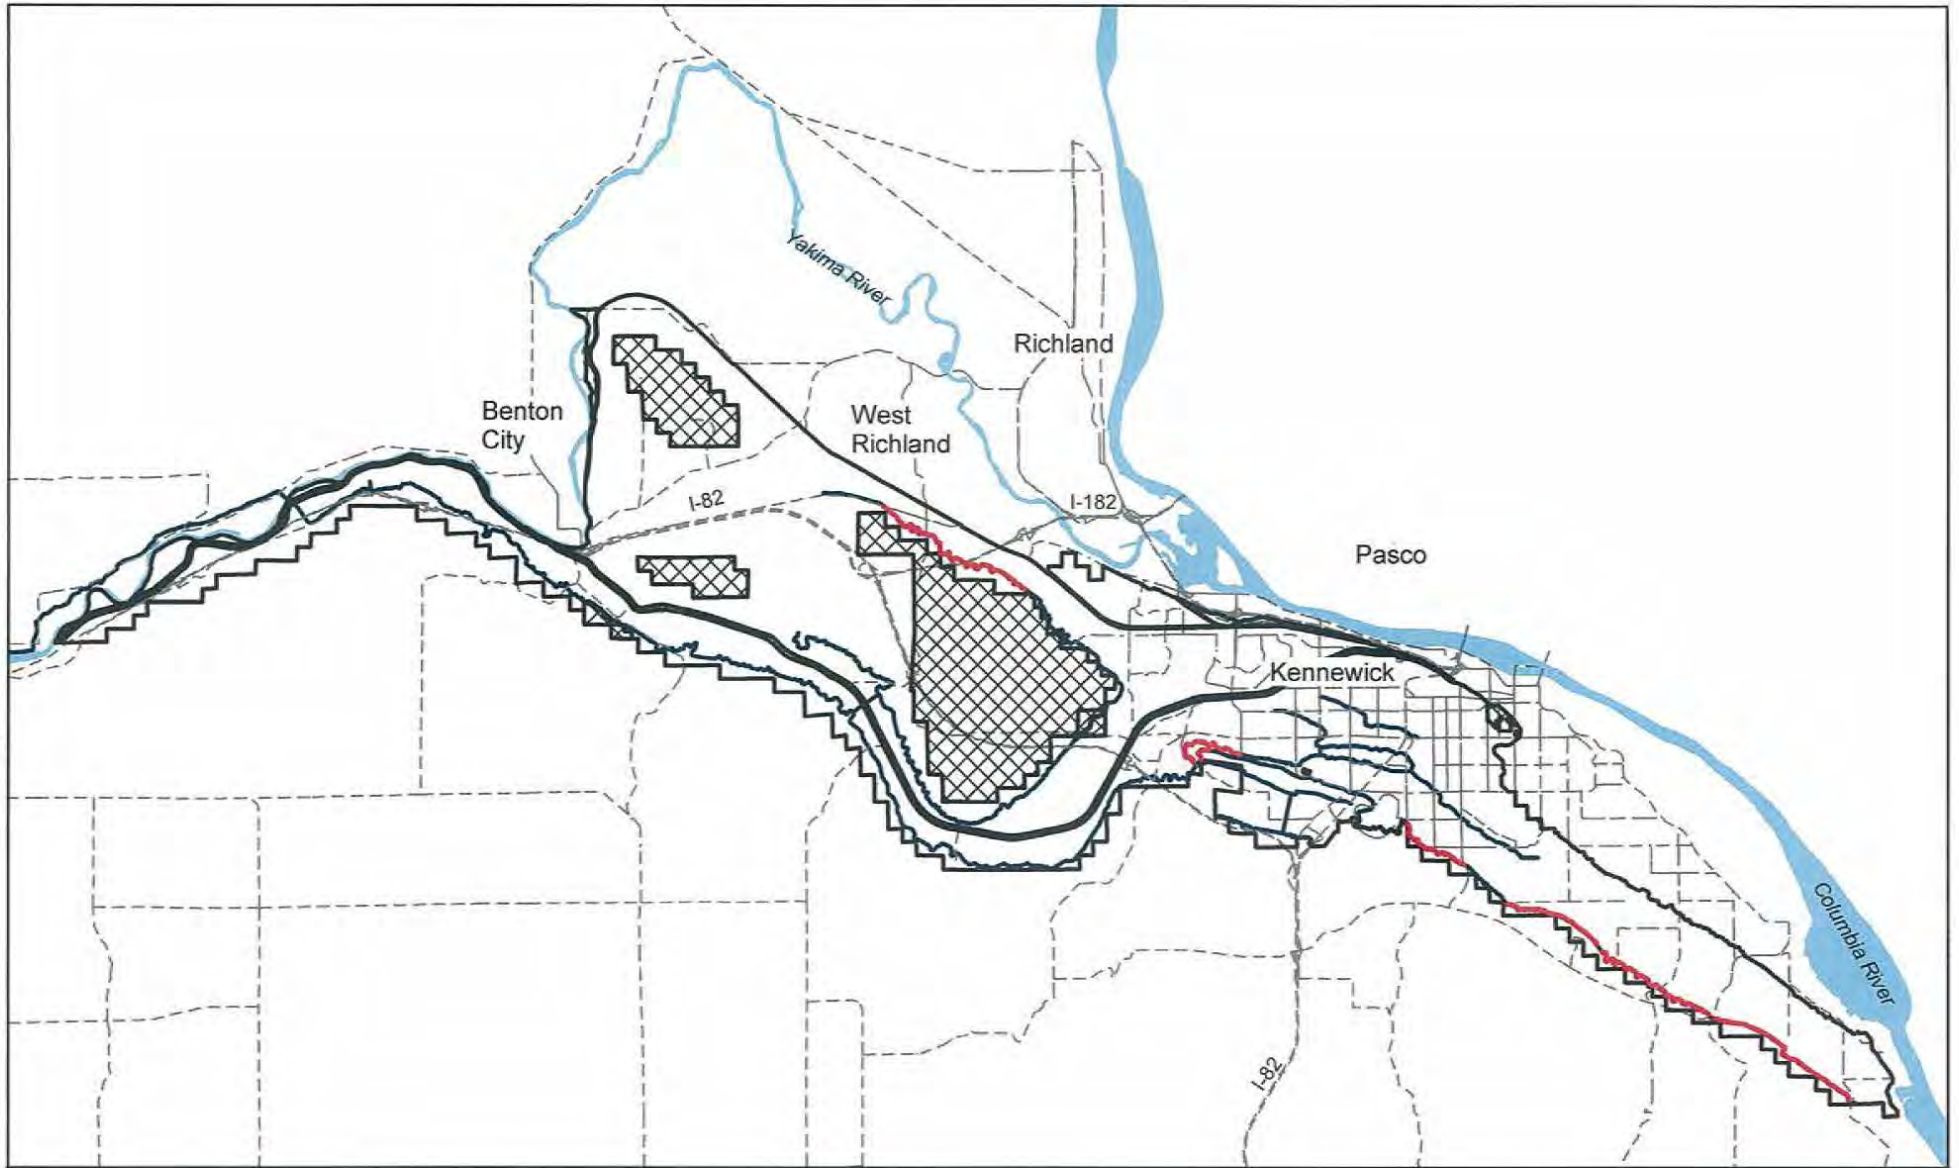 Yakima River
Richland
Benton
City
West
Richland
I-82
I-182
Pasco
Kennewick
Columbia River
I-82